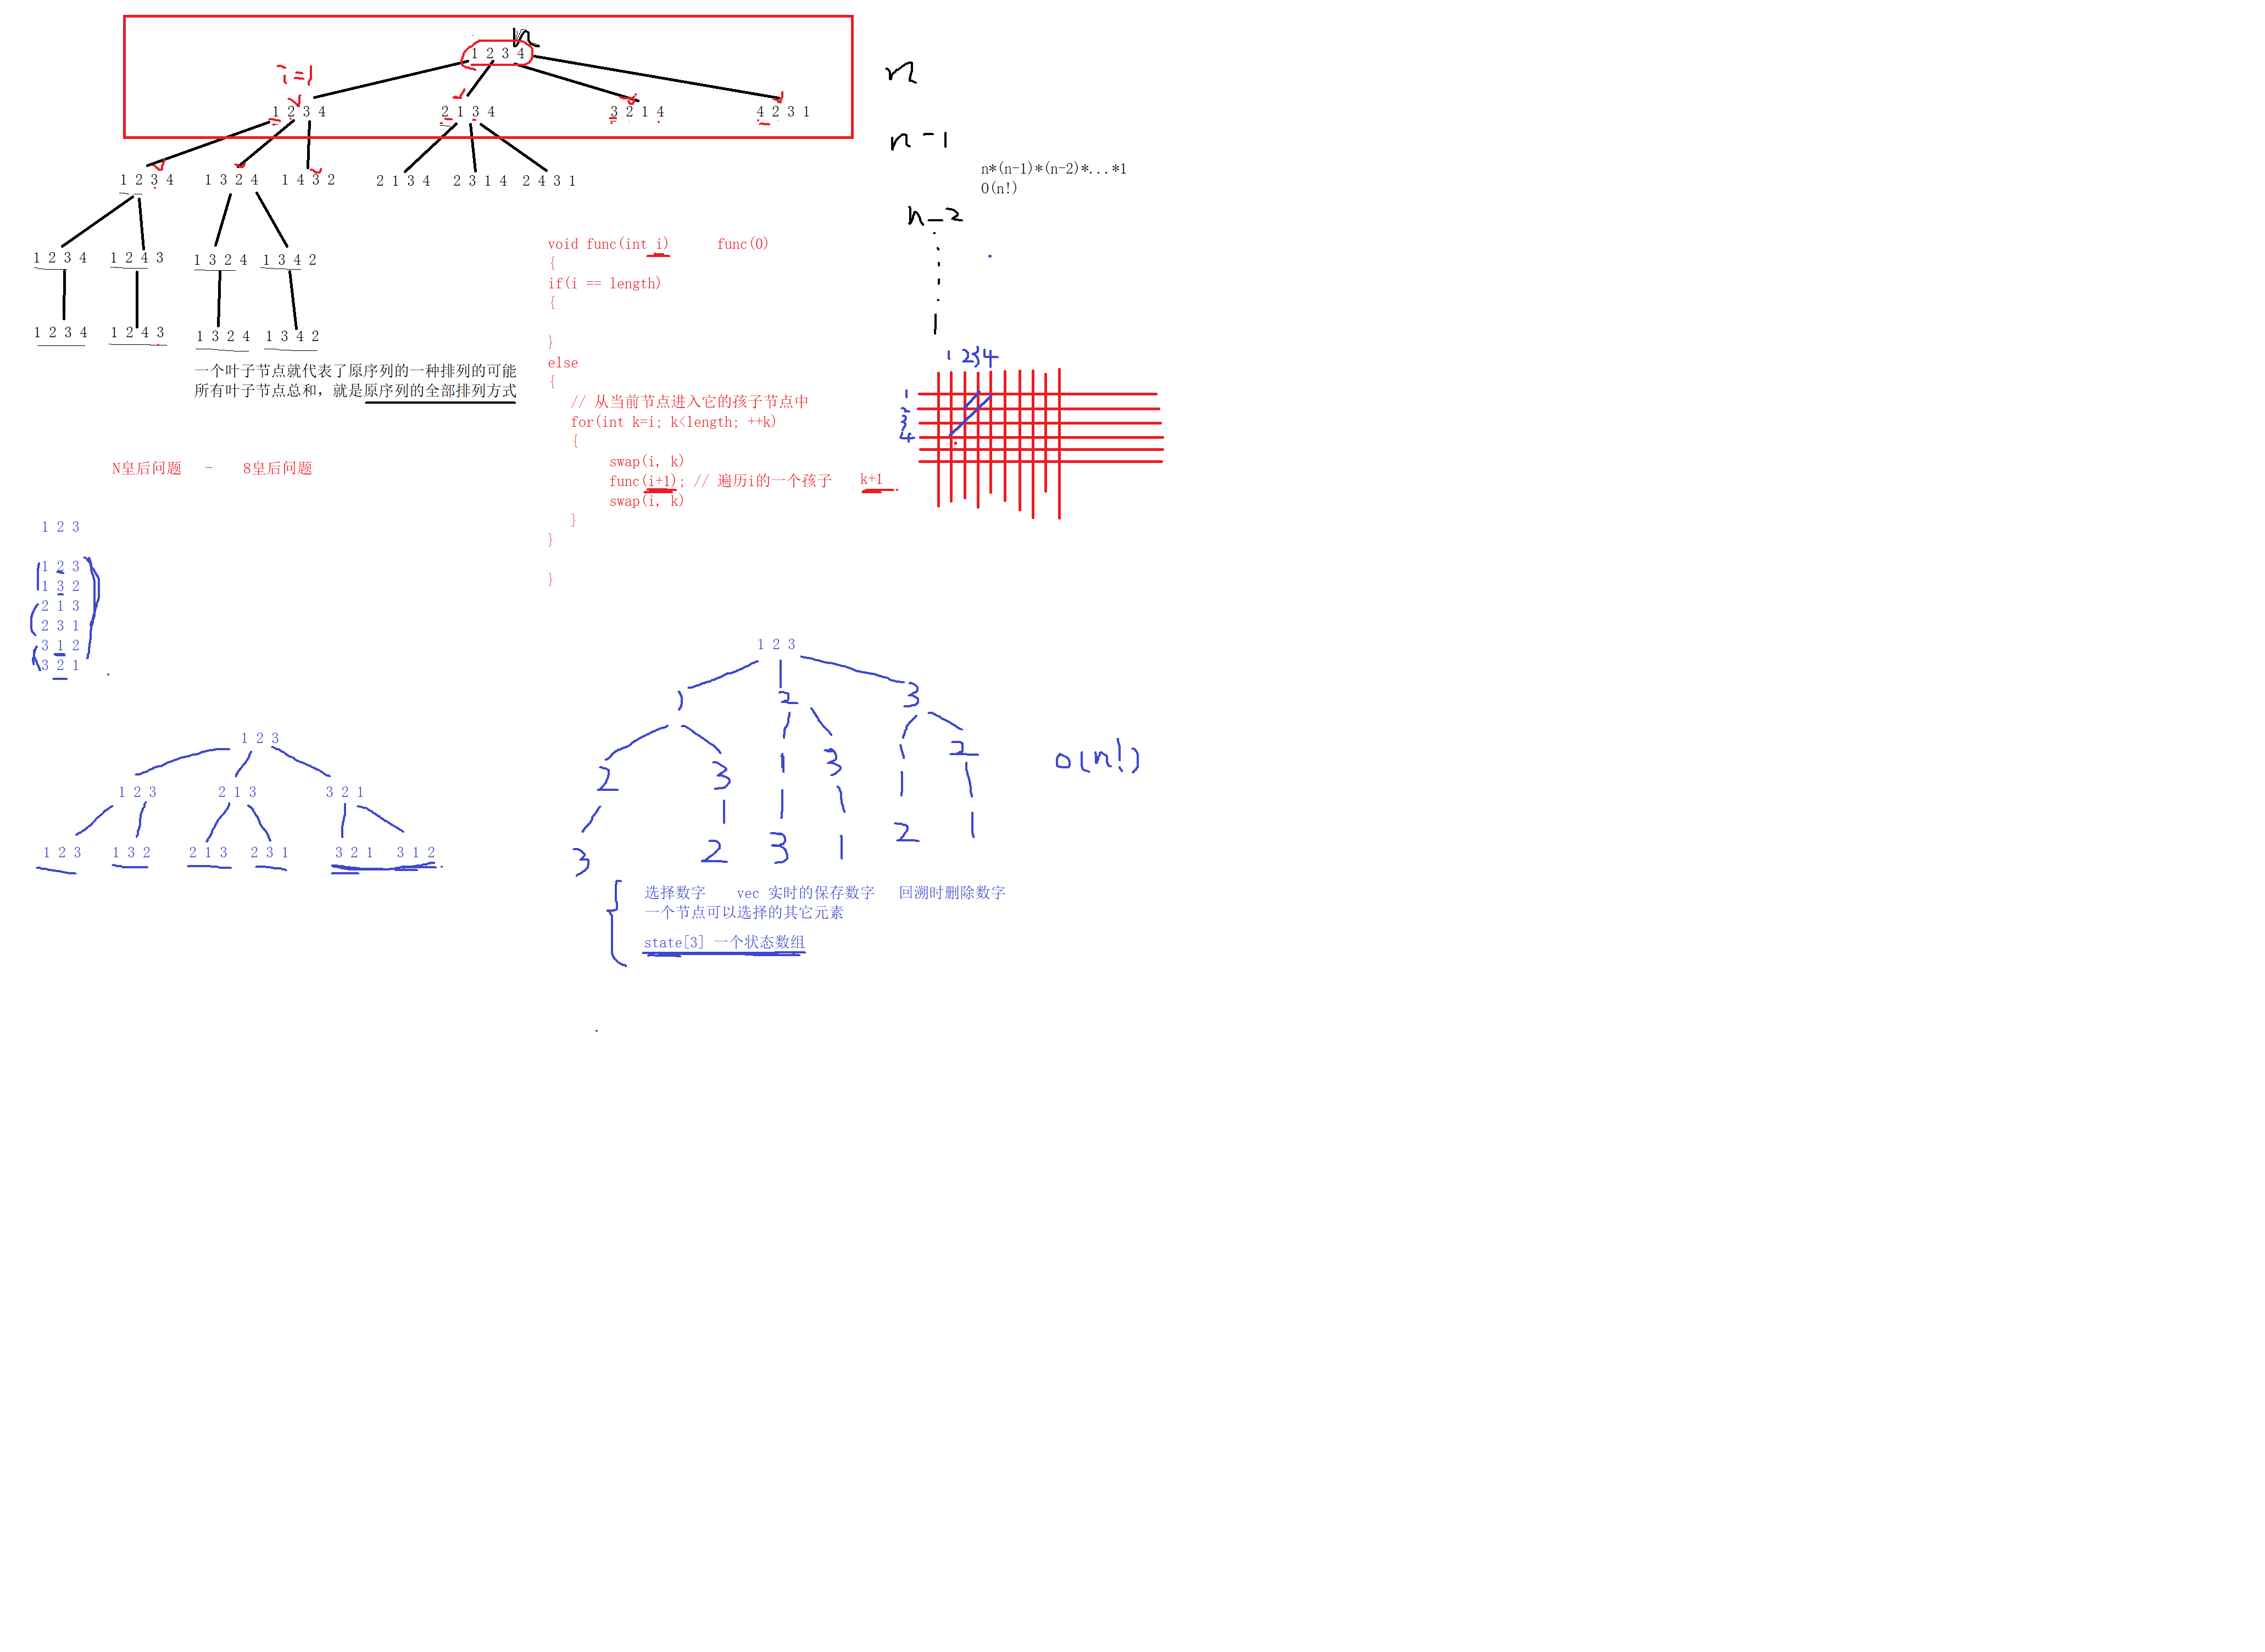 n
1 2 3 4
n
i=1
1 2 3 4
2 1 3 4
3 2 1 4
4 2 3 1
n-1
n*(n-1)*(n-2)*...*1
O(n!)
1 2 3 4
1 3 2 4
1 4 3 2
2 1 3 4
2 3 1 4
2 4 3 1
n-2
1 2 3 4
1 2 4 3
1 3 2 4
1 3 4 2
1
1 2 3 4
1 2 4 3
1 3 2 4
1 3 4 2
一个叶子节点就代表了原序列的一种排列的可能
所有叶子节点总和，就是原序列的全部排列方式
void func(int i) func(0)
{
if(i == length)
{
}
else
{
// 从当前节点进入它的孩子节点中
for(int k=i; k<length; ++k)
{
swap(i, k)
func(i+1); // 遍历i的一个孩子 k+1
swap(i, k)
}
}
}
1 2 3 4
1
2
3
4
N皇后问题 - 8皇后问题
1 2 3
1 2 3
1 3 2
2 1 3
2 3 1
3 1 2
3 2 1
1 2 3
1 2 3
2 1 3
3 2 1
1 2 3
1 3 2
2 1 3
2 3 1
3 2 1
3 1 2
1 2 3
1 2 3
2 3 1 3 1 2
3 2 3 1 2 1
O(n!)
选择数字 vec 实时的保存数字 回溯时删除数字
一个节点可以选择的其它元素
state[3] 一个状态数组